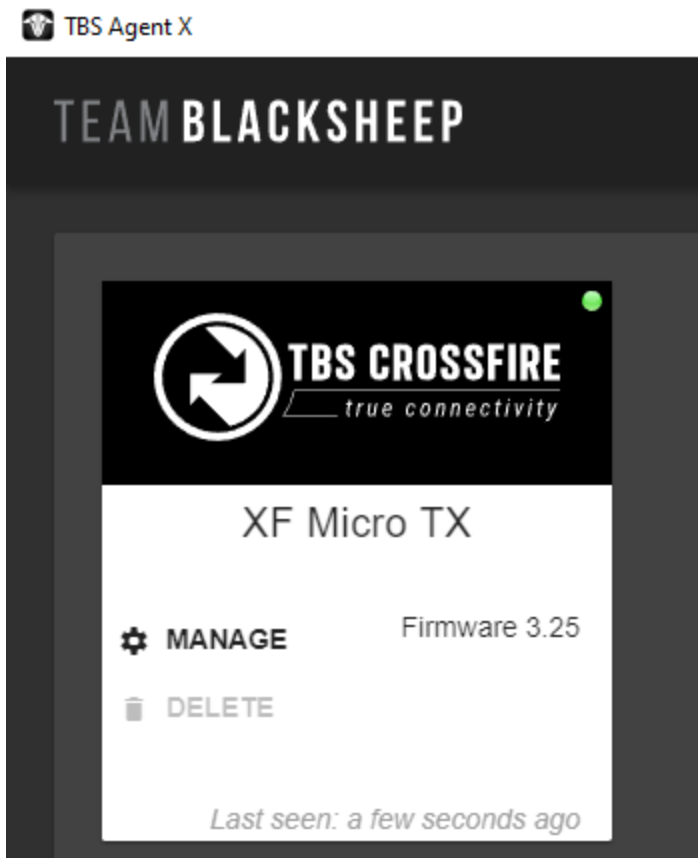 TBS Agent X
TEAM BLACKSHEEP
TBS CROSSFIRE
true connectivity
XF Micro TX
MANAGE
Firmware 3.25
DELETE
Last seen: a few seconds ago